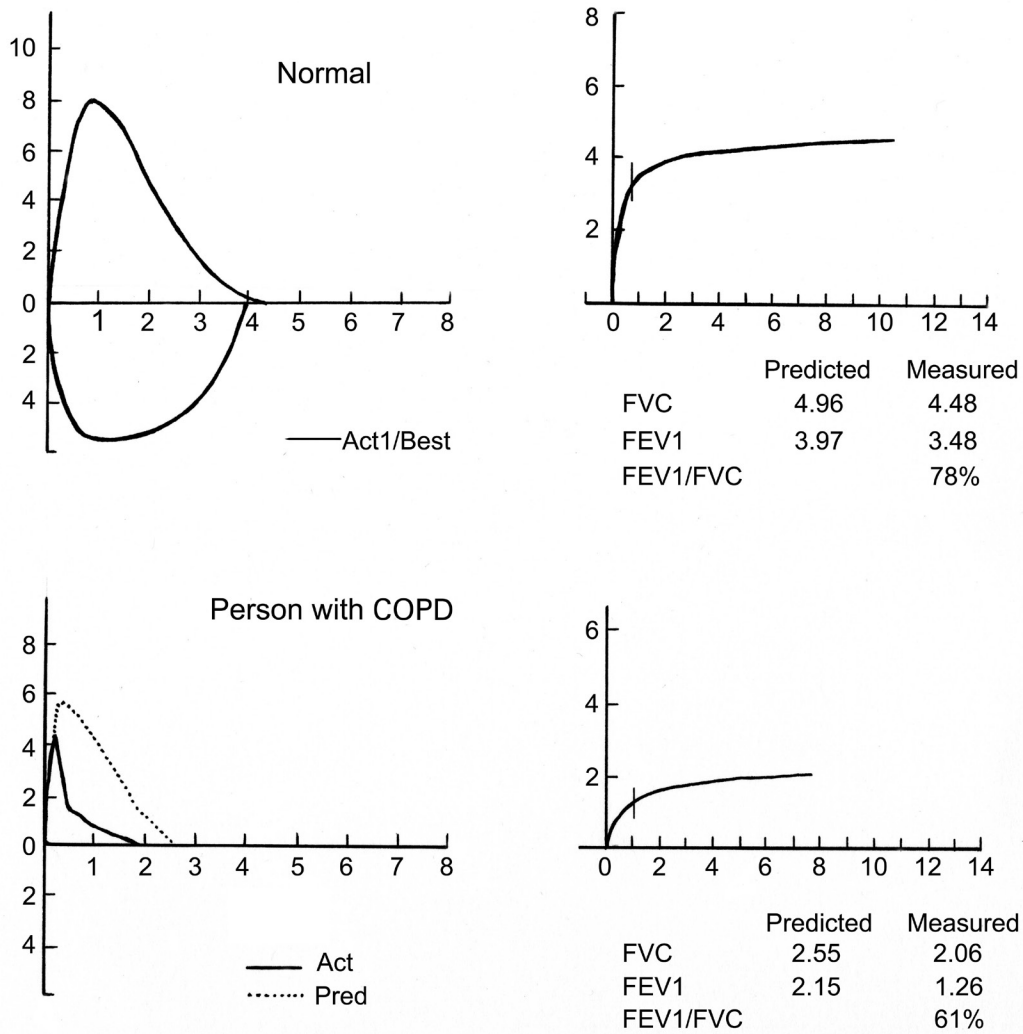 10
8
6
4
2
0
2
4
1 2 3 4 5 6 7 8
Normal
Act1/Best
8
6
4
2
0 2 4 6 8 10 12 14
Predicted Measured
FVC 4.96 4.48
FEV1 3.97 3.48
FEV1/FVC 78%
8
6
4
2
0
2
4
1 2 3 4 5 6 7 8
Person with COPD
Act
Pred
6
4
2
0 2 4 6 8 10 12 14
Predicted Measured
FVC 2.55 2.06
FEV1 2.15 1.26
FEV1/FVC 61%